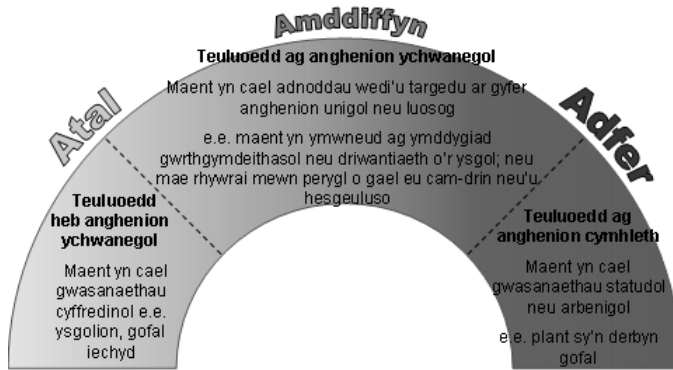 Atal
Amddiffyn
Adfer
Teuluoedd ag anghenion ychwanegol
Maent yn cael adnoddau wedi'u targedu ar gyfer
anghenion unigol neu luosog
e.e. maent yn ymwneud ag ymddygiad
gwrthgymdeithasol neu driwantiaeth o'r ysgol; neu
mae rhywrai mewn perygl o gael eu cam-drin neu'u
hesgeuluso
Teuluoedd
heb anghenion
ychwanegol
Maent yn cael
gwasanaethau
cyffredinol e.e.
ysgolion, gofal
iechyd
Teuluoedd ag
anghenion cymhleth
Maent yn cael
gwasanaethau statudol
neu arbenigol
e.e. plant sy'n derbyn
gofal